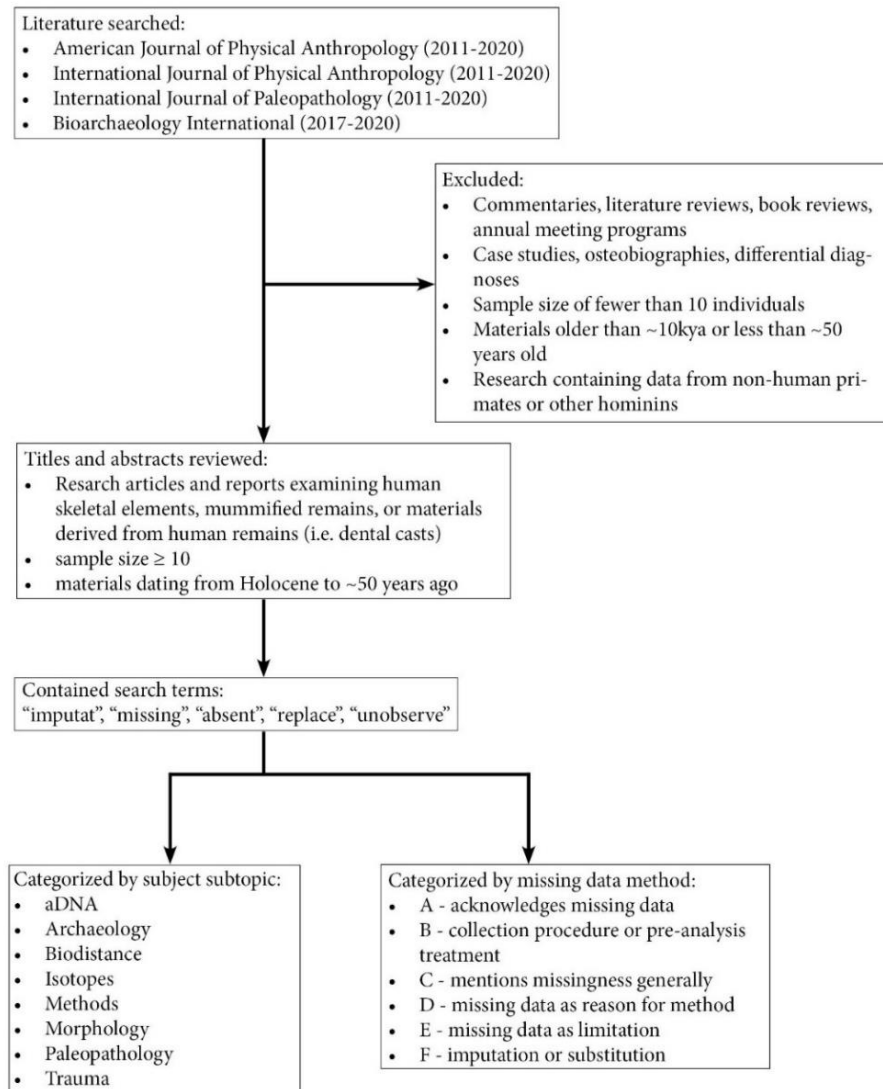 Literature searched:
• American Journal of Physical Anthropology (2011-2020)
• International Journal of Physical Anthropology (2011-2020)
• International Journal of Paleopathology (2011-2020)
• Bioarchaeology International (2017-2020)
Excluded:
• Commentaries, literature reviews, book reviews,
annual meeting programs
• Case studies, osteobiographies, differential diag-
noses
• Sample size of fewer than 10 individuals
• Materials older than ~10kya or less than ~50
years old
• Research containing data from non-human pri-
mates or other hominins
Titles and abstracts reviewed:
• Resarch articles and reports examining human
skeletal elements, mummified remains, or materials
derived from human remains (i.e. dental casts)
• sample size ≥ 10
• materials dating from Holocene to ~50 years ago
Contained search terms:
“imputat”, “missing”, “absent”, “replace”, “unobserve”
Categorized by subject subtopic:
• aDNA
• Archaeology
• Biodistance
• Isotopes
• Methods
• Morphology
• Paleopathology
• Trauma
Categorized by missing data method:
• A - acknowledges missing data
• B - collection procedure or pre-analysis
treatment
• C - mentions missingness generally
• D - missing data as reason for method
• E - missing data as limitation
• F - imputation or substitution